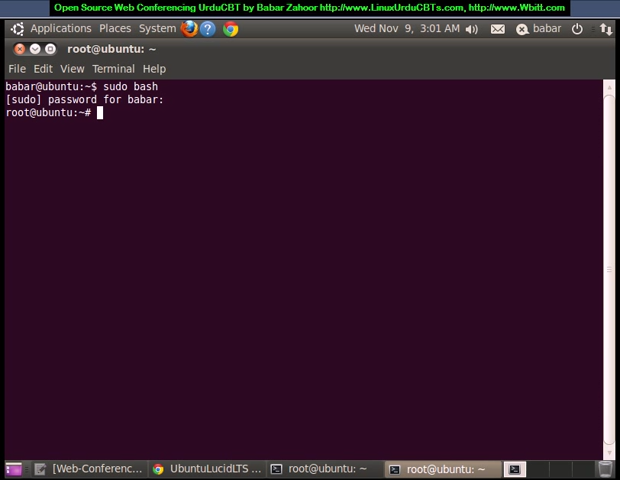 Open Source Web Conferencing UrduCBT by Babar Zahoor http://www.LinuxUrduCBTs.com, http://www.Wbitt.com
Applications Places System Wed Nov 9, 3:01 AM babar
root@ubuntu: ~
File Edit View Terminal Help
babar@ubuntu:~$ sudo bash
[sudo] password for babar:
root@ubuntu:~#
[Web-Conferenc... UbuntuLucidLTS ... root@ubuntu: ~ root@ubuntu: ~